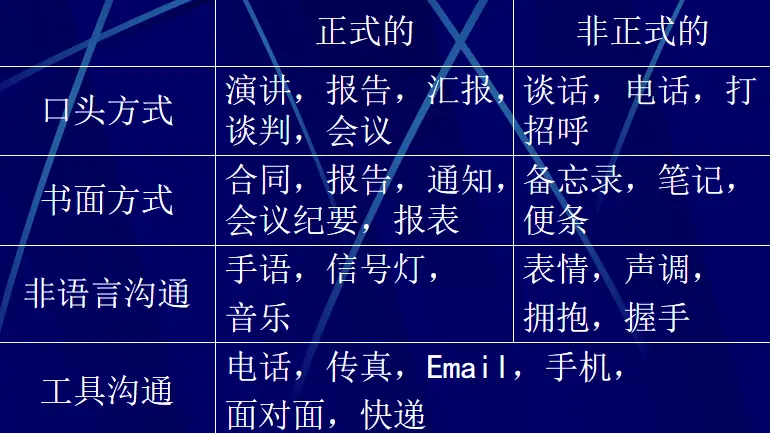 正式的
非正式的
口头方式
演讲，报告，汇报，
谈判，会议
谈话，电话，打
招呼
书面方式
合同，报告，通知，
会议纪要，报表
备忘录，笔记，
便条
非语言沟通
手语，信号灯，
音乐
表情，声调，
拥抱，握手
工具沟通
电话，传真，Email，手机，
面对面，快递